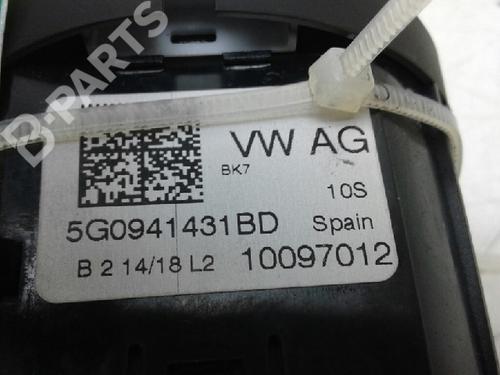 B-PARTS
VW AG
BK7
10S
5G0941431BD Spain
B 2 14/18 L2 10097012